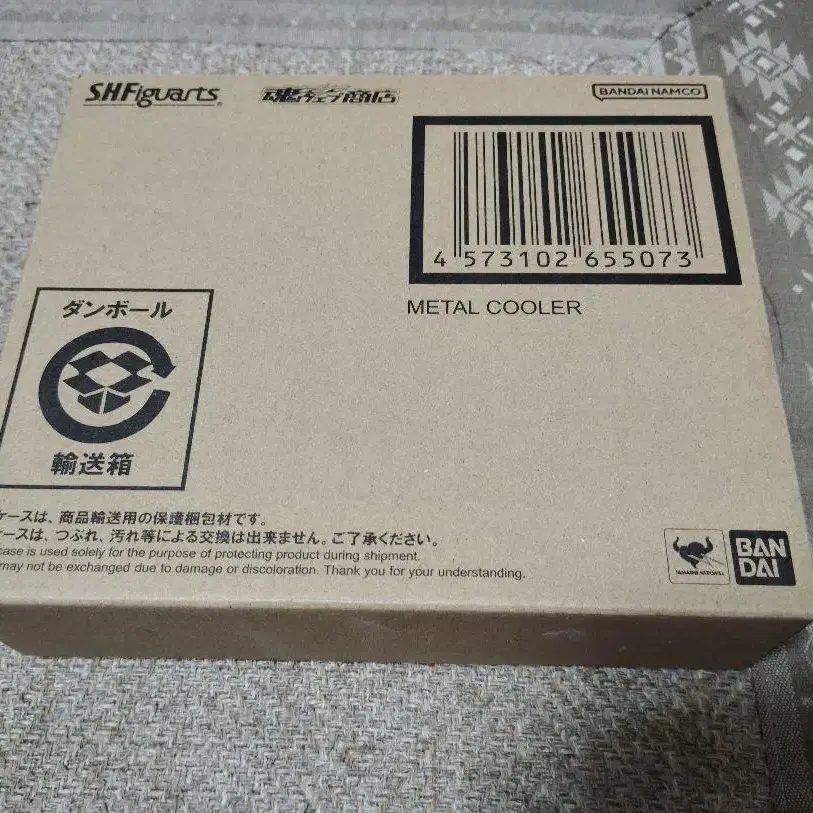 S.H.Figuarts
魂ウェブ商店
BANDAI NAMCO
4 573102 655073
METAL COOLER
ダンボール
輸送箱
ケースは、商品輸送用の保護梱包材です。
ケースは、つぶれ、汚れ等による交換は出来ません。ご了承ください。
case is used solely for the purpose of protecting product during shipment.
may not be exchanged due to damage or discoloration. Thank you for your understanding.
TAMASHII NATIONS
BAN
DAI